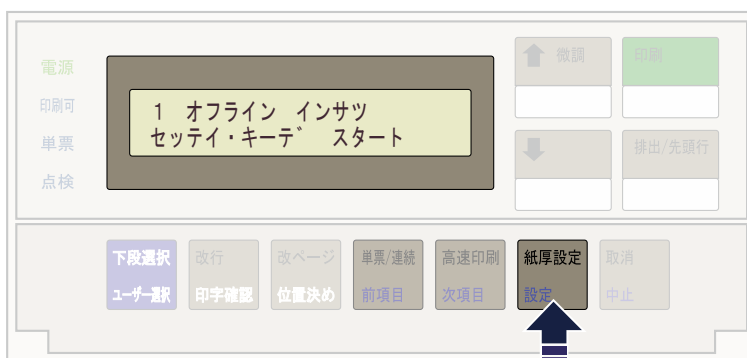 電源
印刷可
単票
点検
1 オフライン インサツ
セッテイ・キーデ゛ スタート
微調
印刷
排出/先頭行
下段選択
ユーザー選択
改行
印字確認
改ページ
位置決め
単票/連続
前項目
高速印刷
次項目
紙厚設定
設定
取消
中止